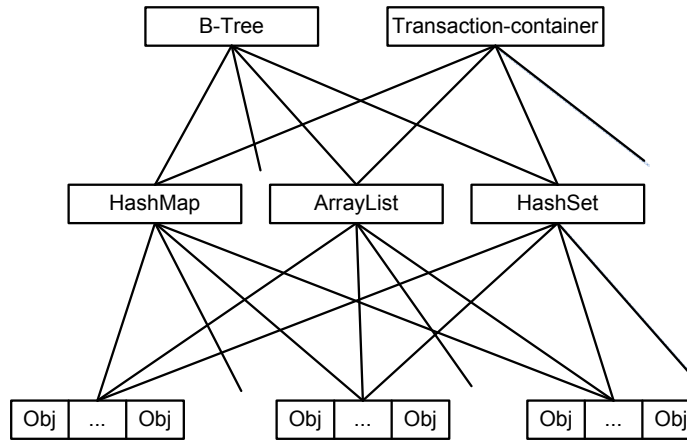 B-Tree Transaction-container
HashMap ArrayList HashSet
Obj ... Obj Obj ... Obj Obj ... Obj